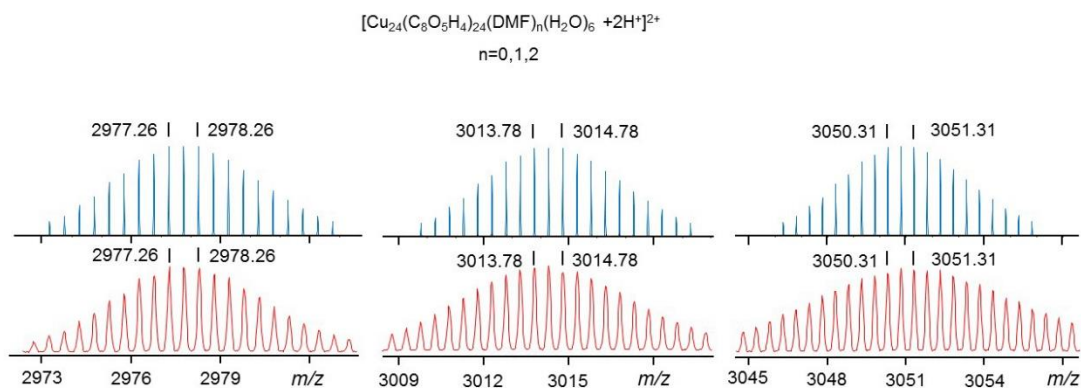 [Cu24(C8O5H4)24(DMF)n(H2O)6 +2H+]2+
n=0,1,2
2977.26 2978.26 3013.78 3014.78 3050.31 3051.31
2977.26 2978.26 3013.78 3014.78 3050.31 3051.31
2973 2976 2979 m/z 3009 3012 3015 m/z 3045 3048 3051 3054 m/z